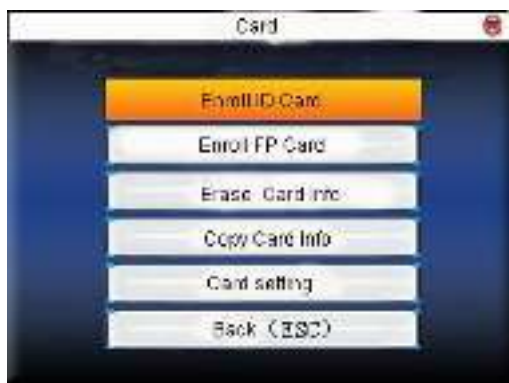 Card
Enroll ID Card
Enroll FP Card
Erase Card Info
Copy Card Info
Card setting
Back (ESC)